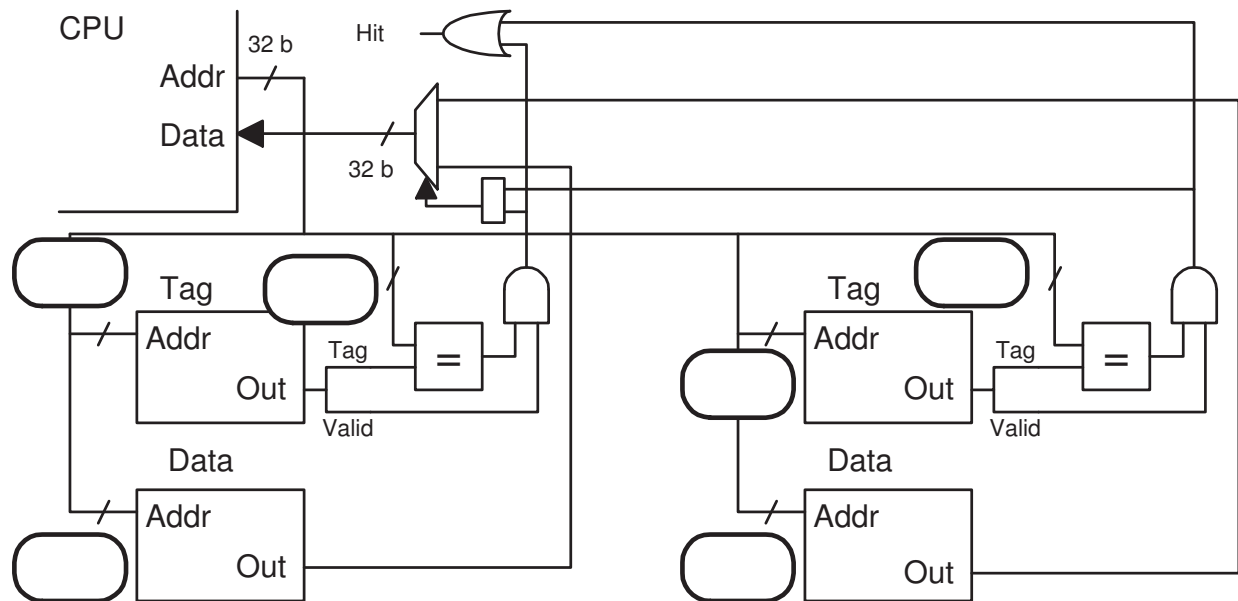 CPU
32 b
Hit
Addr
Data
32 b
Tag
Tag
Addr
Addr
Tag
=
Tag
=
Out
Out
Valid
Valid
Data
Data
Addr
Addr
Out
Out